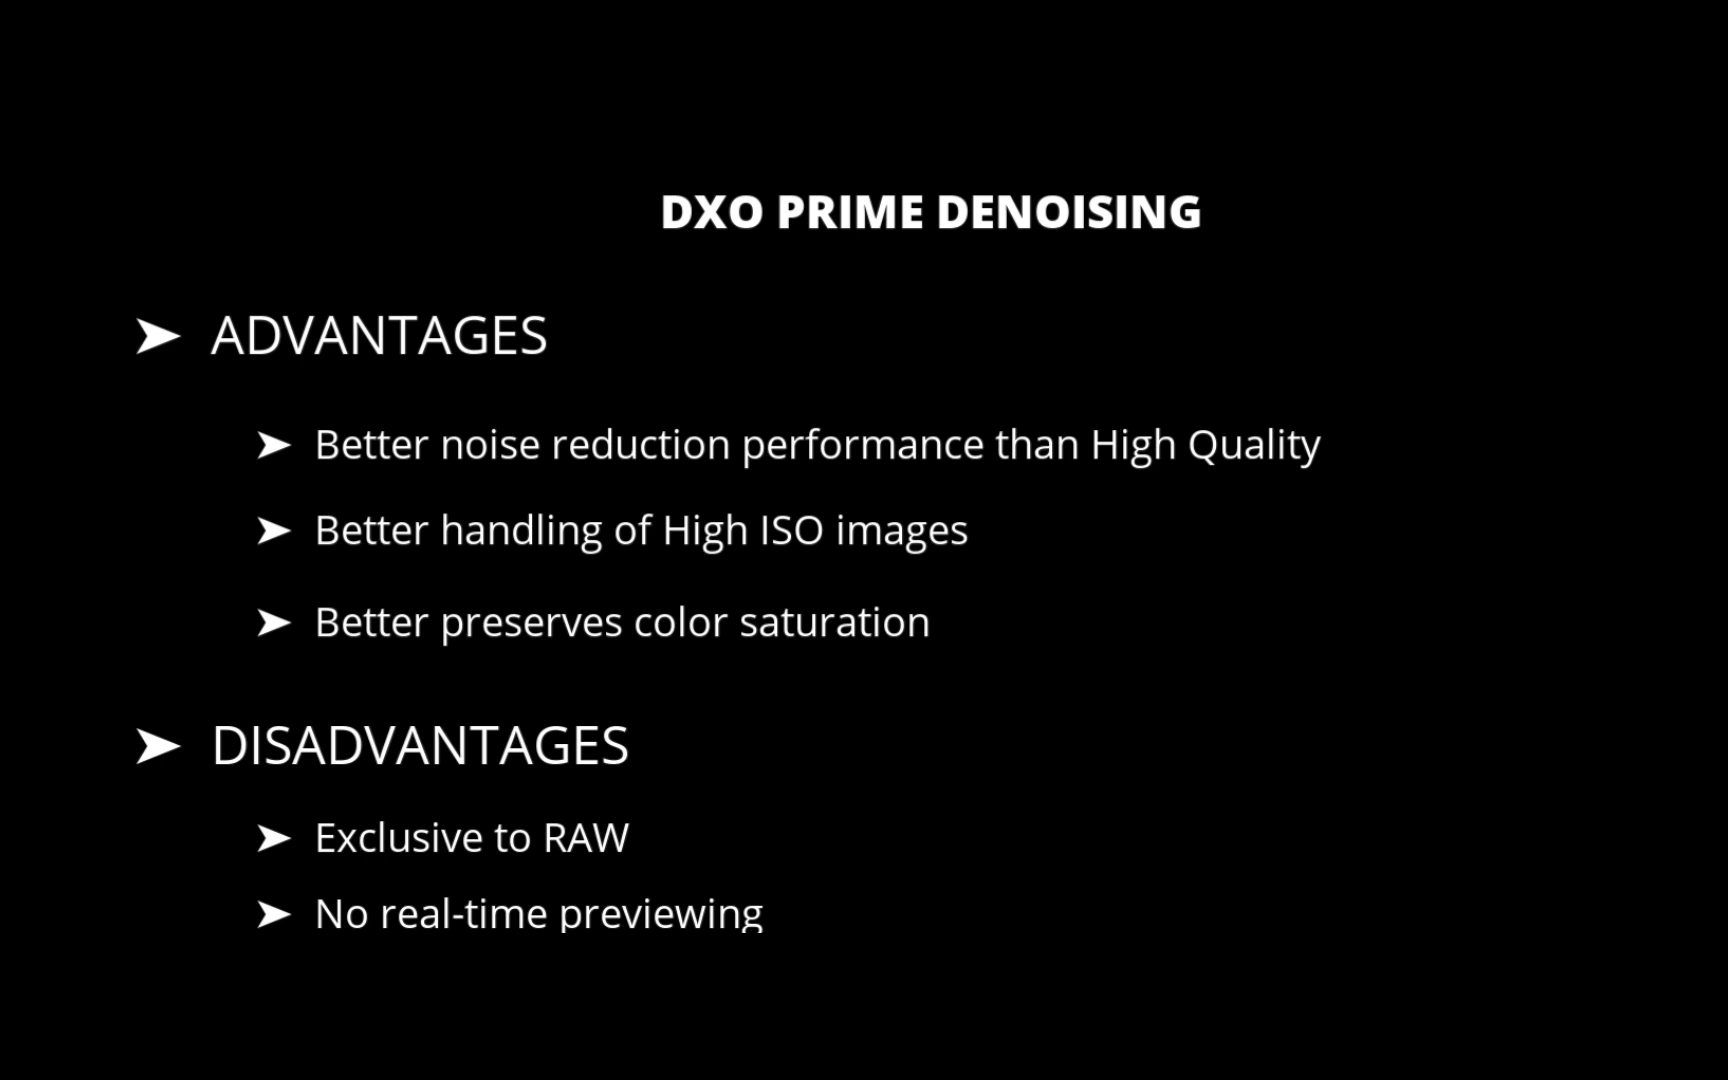 DXO PRIME DENOISING
➤ ADVANTAGES
➤ Better noise reduction performance than High Quality
➤ Better handling of High ISO images
➤ Better preserves color saturation
➤ DISADVANTAGES
➤ Exclusive to RAW
➤ No real-time previewing